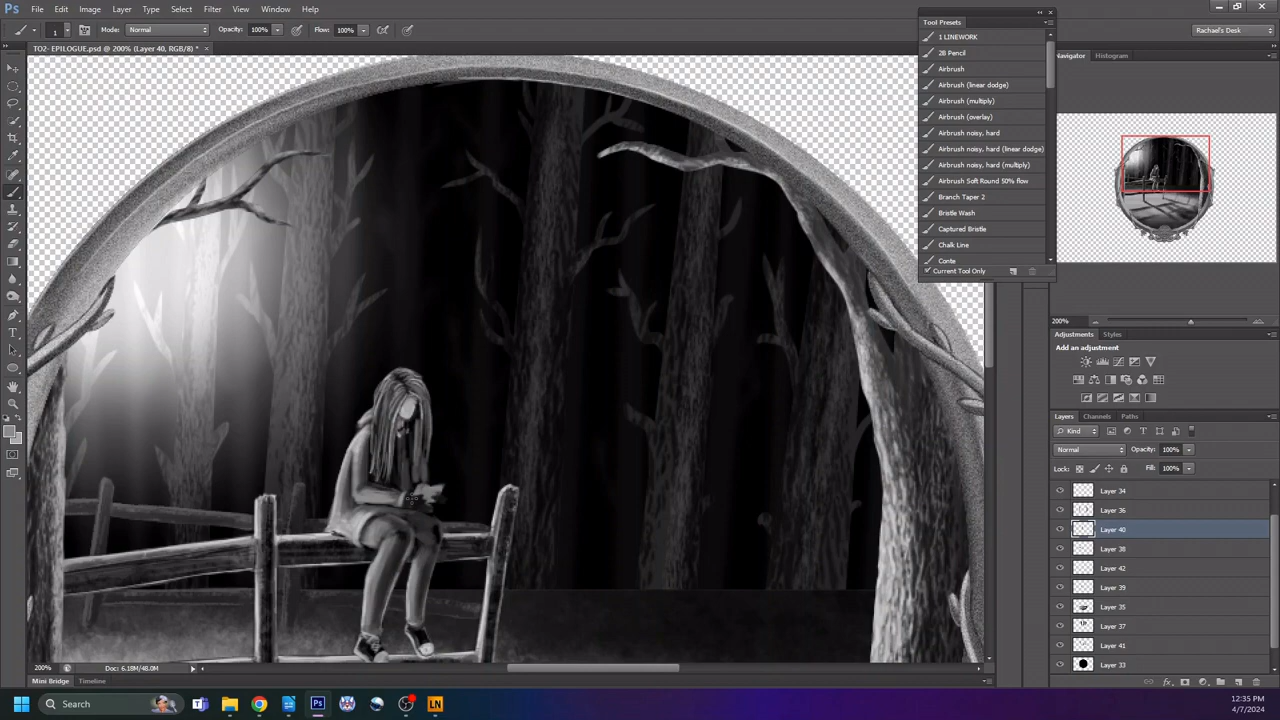 Ps File Edit Image Layer Type Select Filter View Window Help
1 Mode: Normal Opacity: 100% Flow: 100% Rachael's Desk
TO2- EPILOGUE.psd @ 200% (Layer 40, RGB/8) * ×
Tool Presets
1 LINEWORK
2B Pencil
Airbrush
Airbrush (linear dodge)
Airbrush (multiply)
Airbrush (overlay)
Airbrush noisy, hard
Airbrush noisy, hard (linear dodge)
Airbrush noisy, hard (multiply)
Airbrush Soft Round 50% flow
Branch Taper 2
Bristle Wash
Captured Bristle
Chalk Line
Conte
Current Tool Only
Navigator Histogram
200%
Adjustments Styles
Add an adjustment
Layers Channels Paths
Kind
Normal Opacity: 100%
Lock: Fill: 100%
Layer 34
Layer 36
Layer 40
Layer 38
Layer 42
Layer 39
Layer 35
Layer 37
Layer 41
Layer 33
200% Doc: 6.18M/48.0M
Mini Bridge Timeline
Search Ps LN
12:35 PM
4/7/2024